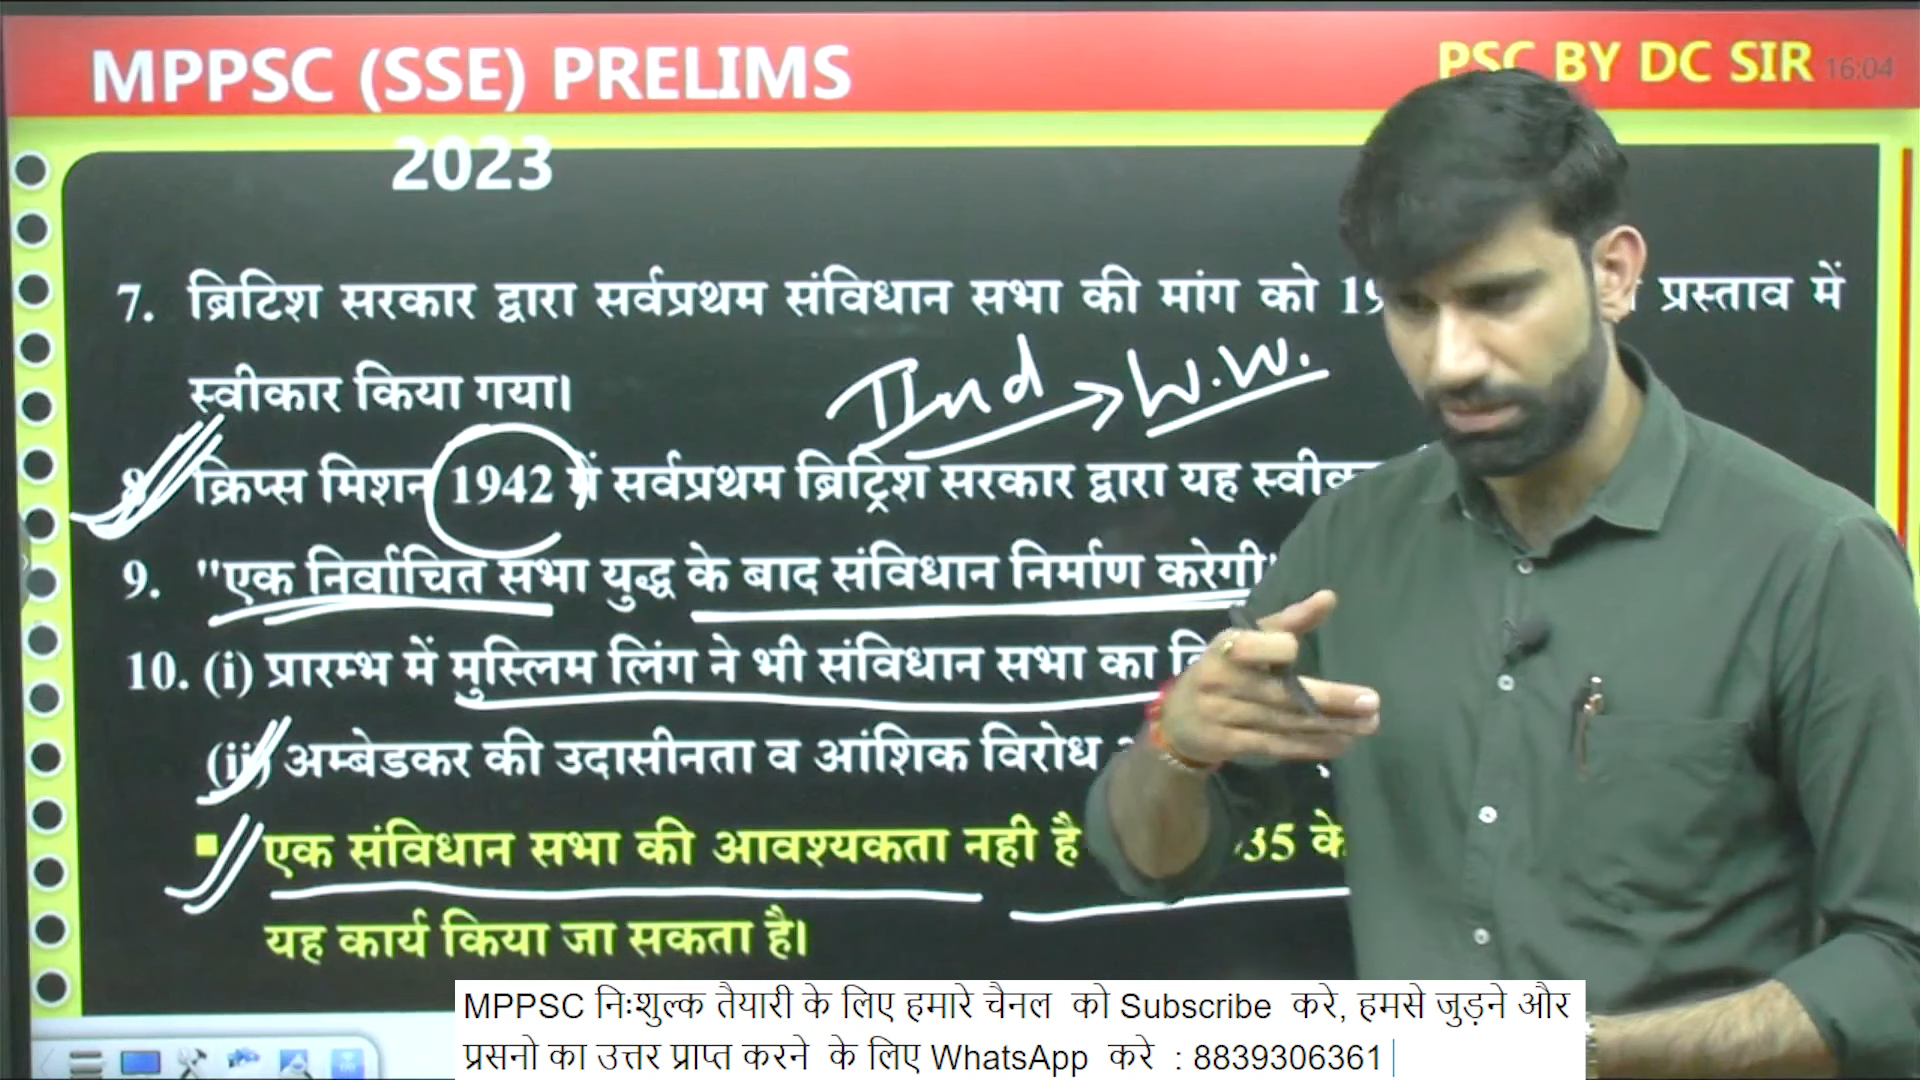 MPPSC (SSE) PRELIMS
2023
PSC BY DC SIR
16:04
7. ब्रिटिश सरकार द्वारा सर्वप्रथम संविधान सभा की मांग को 19 प्रस्ताव में
स्वीकार किया गया।
IInd → W.W.
8. क्रिप्स मिशन 1942 में सर्वप्रथम ब्रिटिश सरकार द्वारा यह
9. "एक निर्वाचित सभा युद्ध के बाद संविधान निर्माण करेगी"
10. (i) प्रारम्भ में मुस्लिम लिंग ने भी संविधान सभा का
(ii) अम्बेडकर की उदासीनता व आंशिक विरोध
एक संविधान सभा की आवश्यकता नही है 35 के
यह कार्य किया जा सकता है।
MPPSC निःशुल्क तैयारी के लिए हमारे चैनल को Subscribe करे, हमसे जुड़ने और
प्रसनो का उत्तर प्राप्त करने के लिए WhatsApp करे : 8839306361